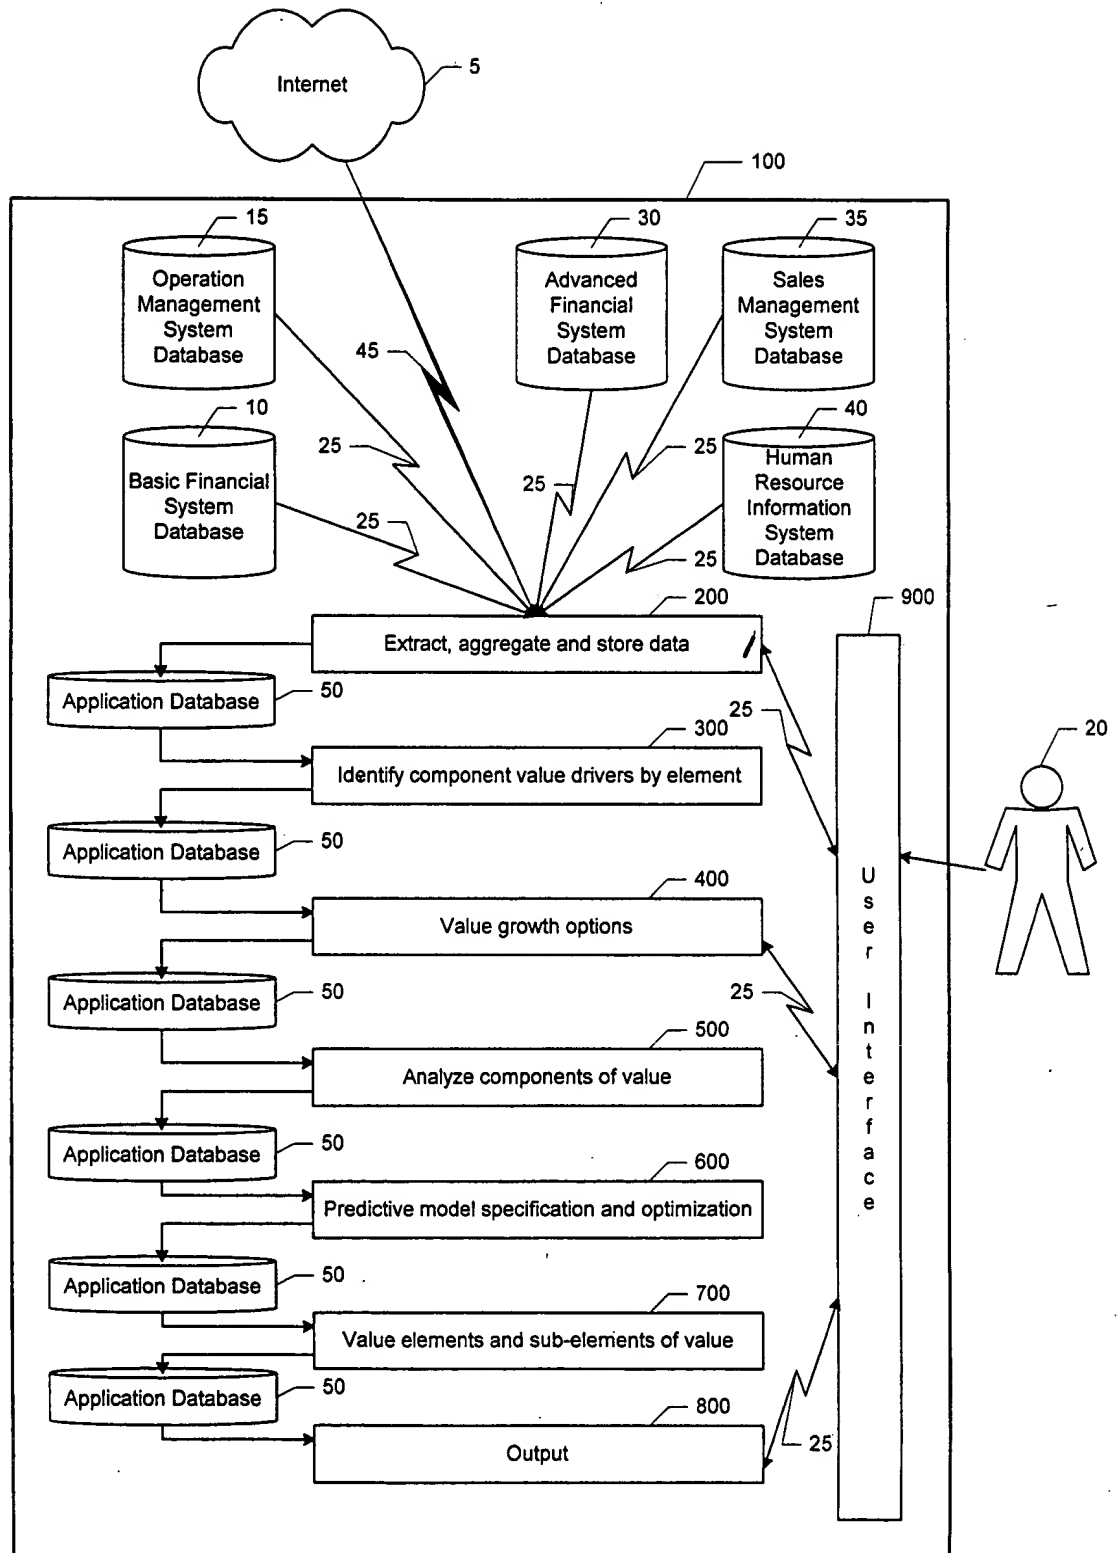 5
Internet
100
15
30
35
Operation
Management
System
Database
Advanced
Financial
System
Database
Sales
Management
System
Database
45
10
40
25
25
25
Basic Financial
System
Database
Human
Resource
Information
System
Database
25
25
200
900
Extract, aggregate and store data
Application Database
50
25
20
300
Identify component value drivers by element
Application Database
50
User Interface
400
Value growth options
Application Database
50
25
500
Analyze components of value
Application Database
50
600
Predictive model specification and optimization
Application Database
50
700
Value elements and sub-elements of value
Application Database
50
800
Output
25